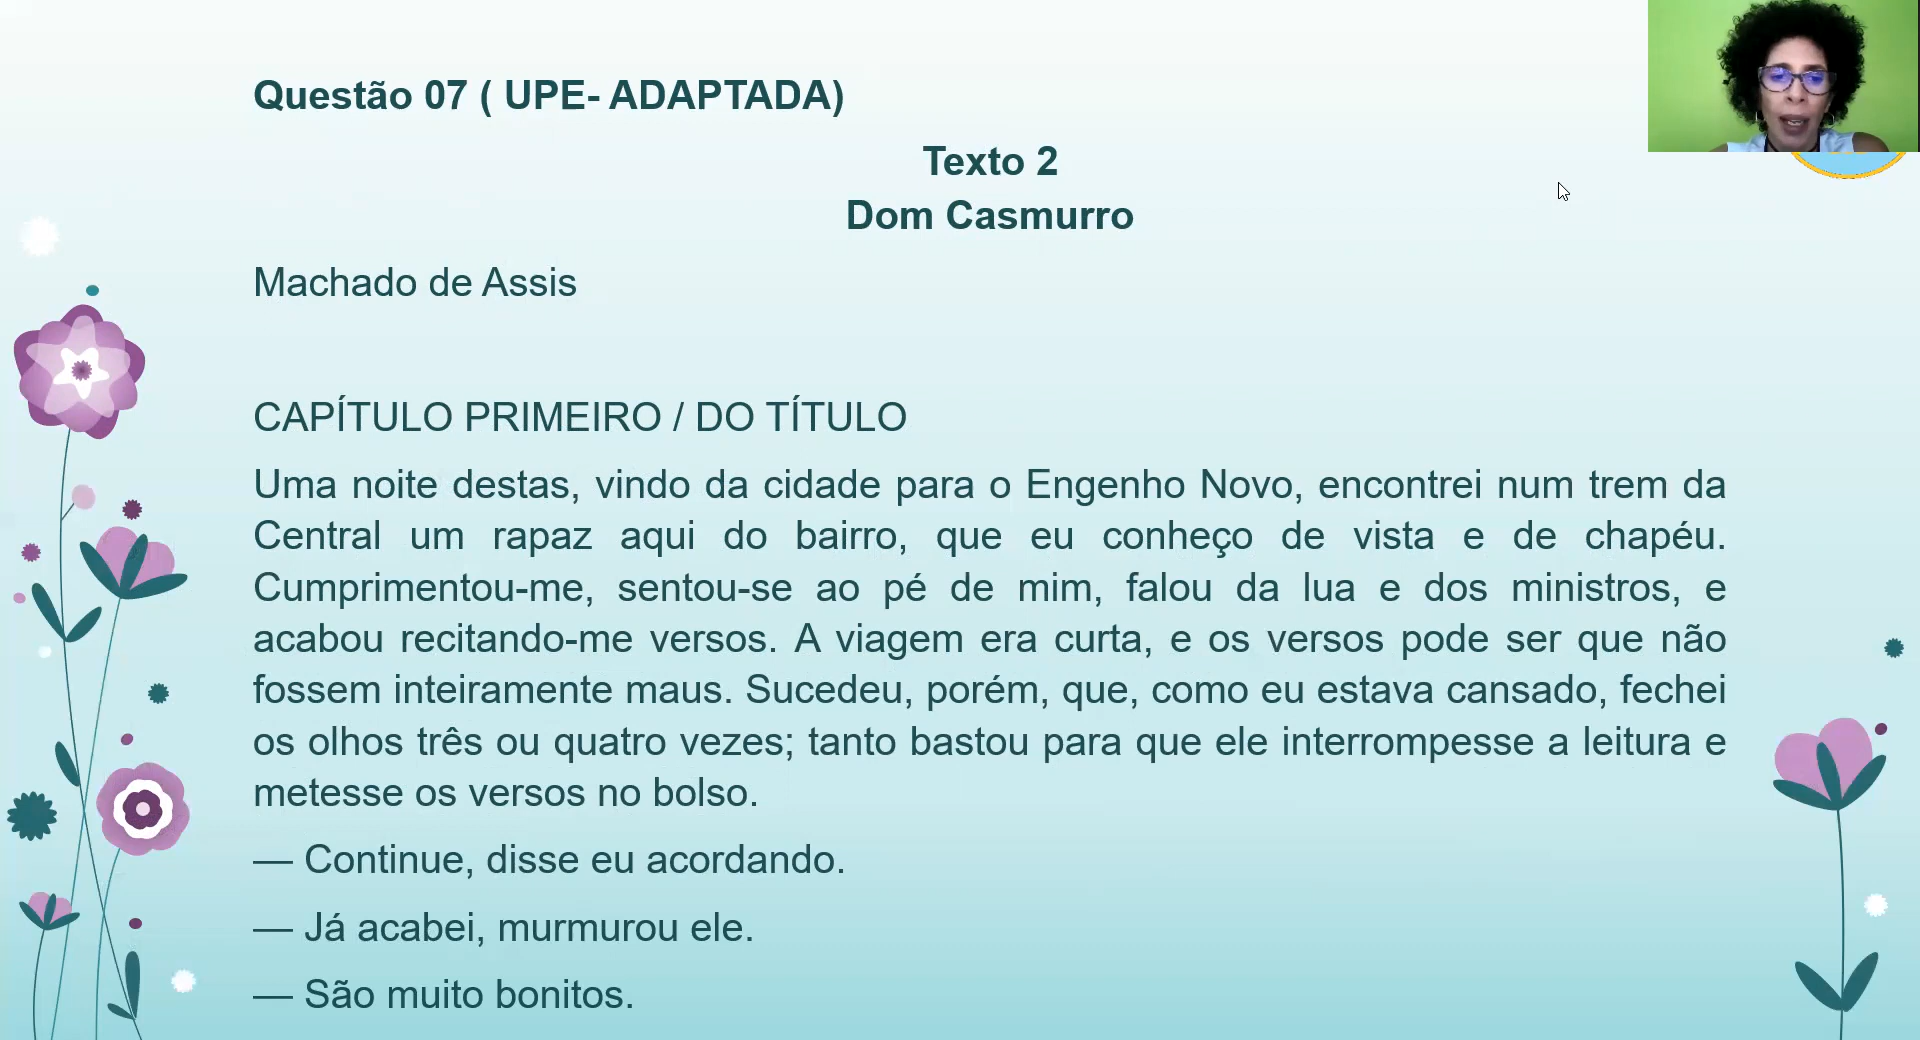 Questão 07 ( UPE- ADAPTADA)
Texto 2
Dom Casmurro
Machado de Assis
CAPÍTULO PRIMEIRO / DO TÍTULO
Uma noite destas, vindo da cidade para o Engenho Novo, encontrei num trem da
Central um rapaz aqui do bairro, que eu conheço de vista e de chapéu.
Cumprimentou-me, sentou-se ao pé de mim, falou da lua e dos ministros, e
acabou recitando-me versos. A viagem era curta, e os versos pode ser que não
fossem inteiramente maus. Sucedeu, porém, que, como eu estava cansado, fechei
os olhos três ou quatro vezes; tanto bastou para que ele interrompesse a leitura e
metesse os versos no bolso.
— Continue, disse eu acordando.
— Já acabei, murmurou ele.
— São muito bonitos.